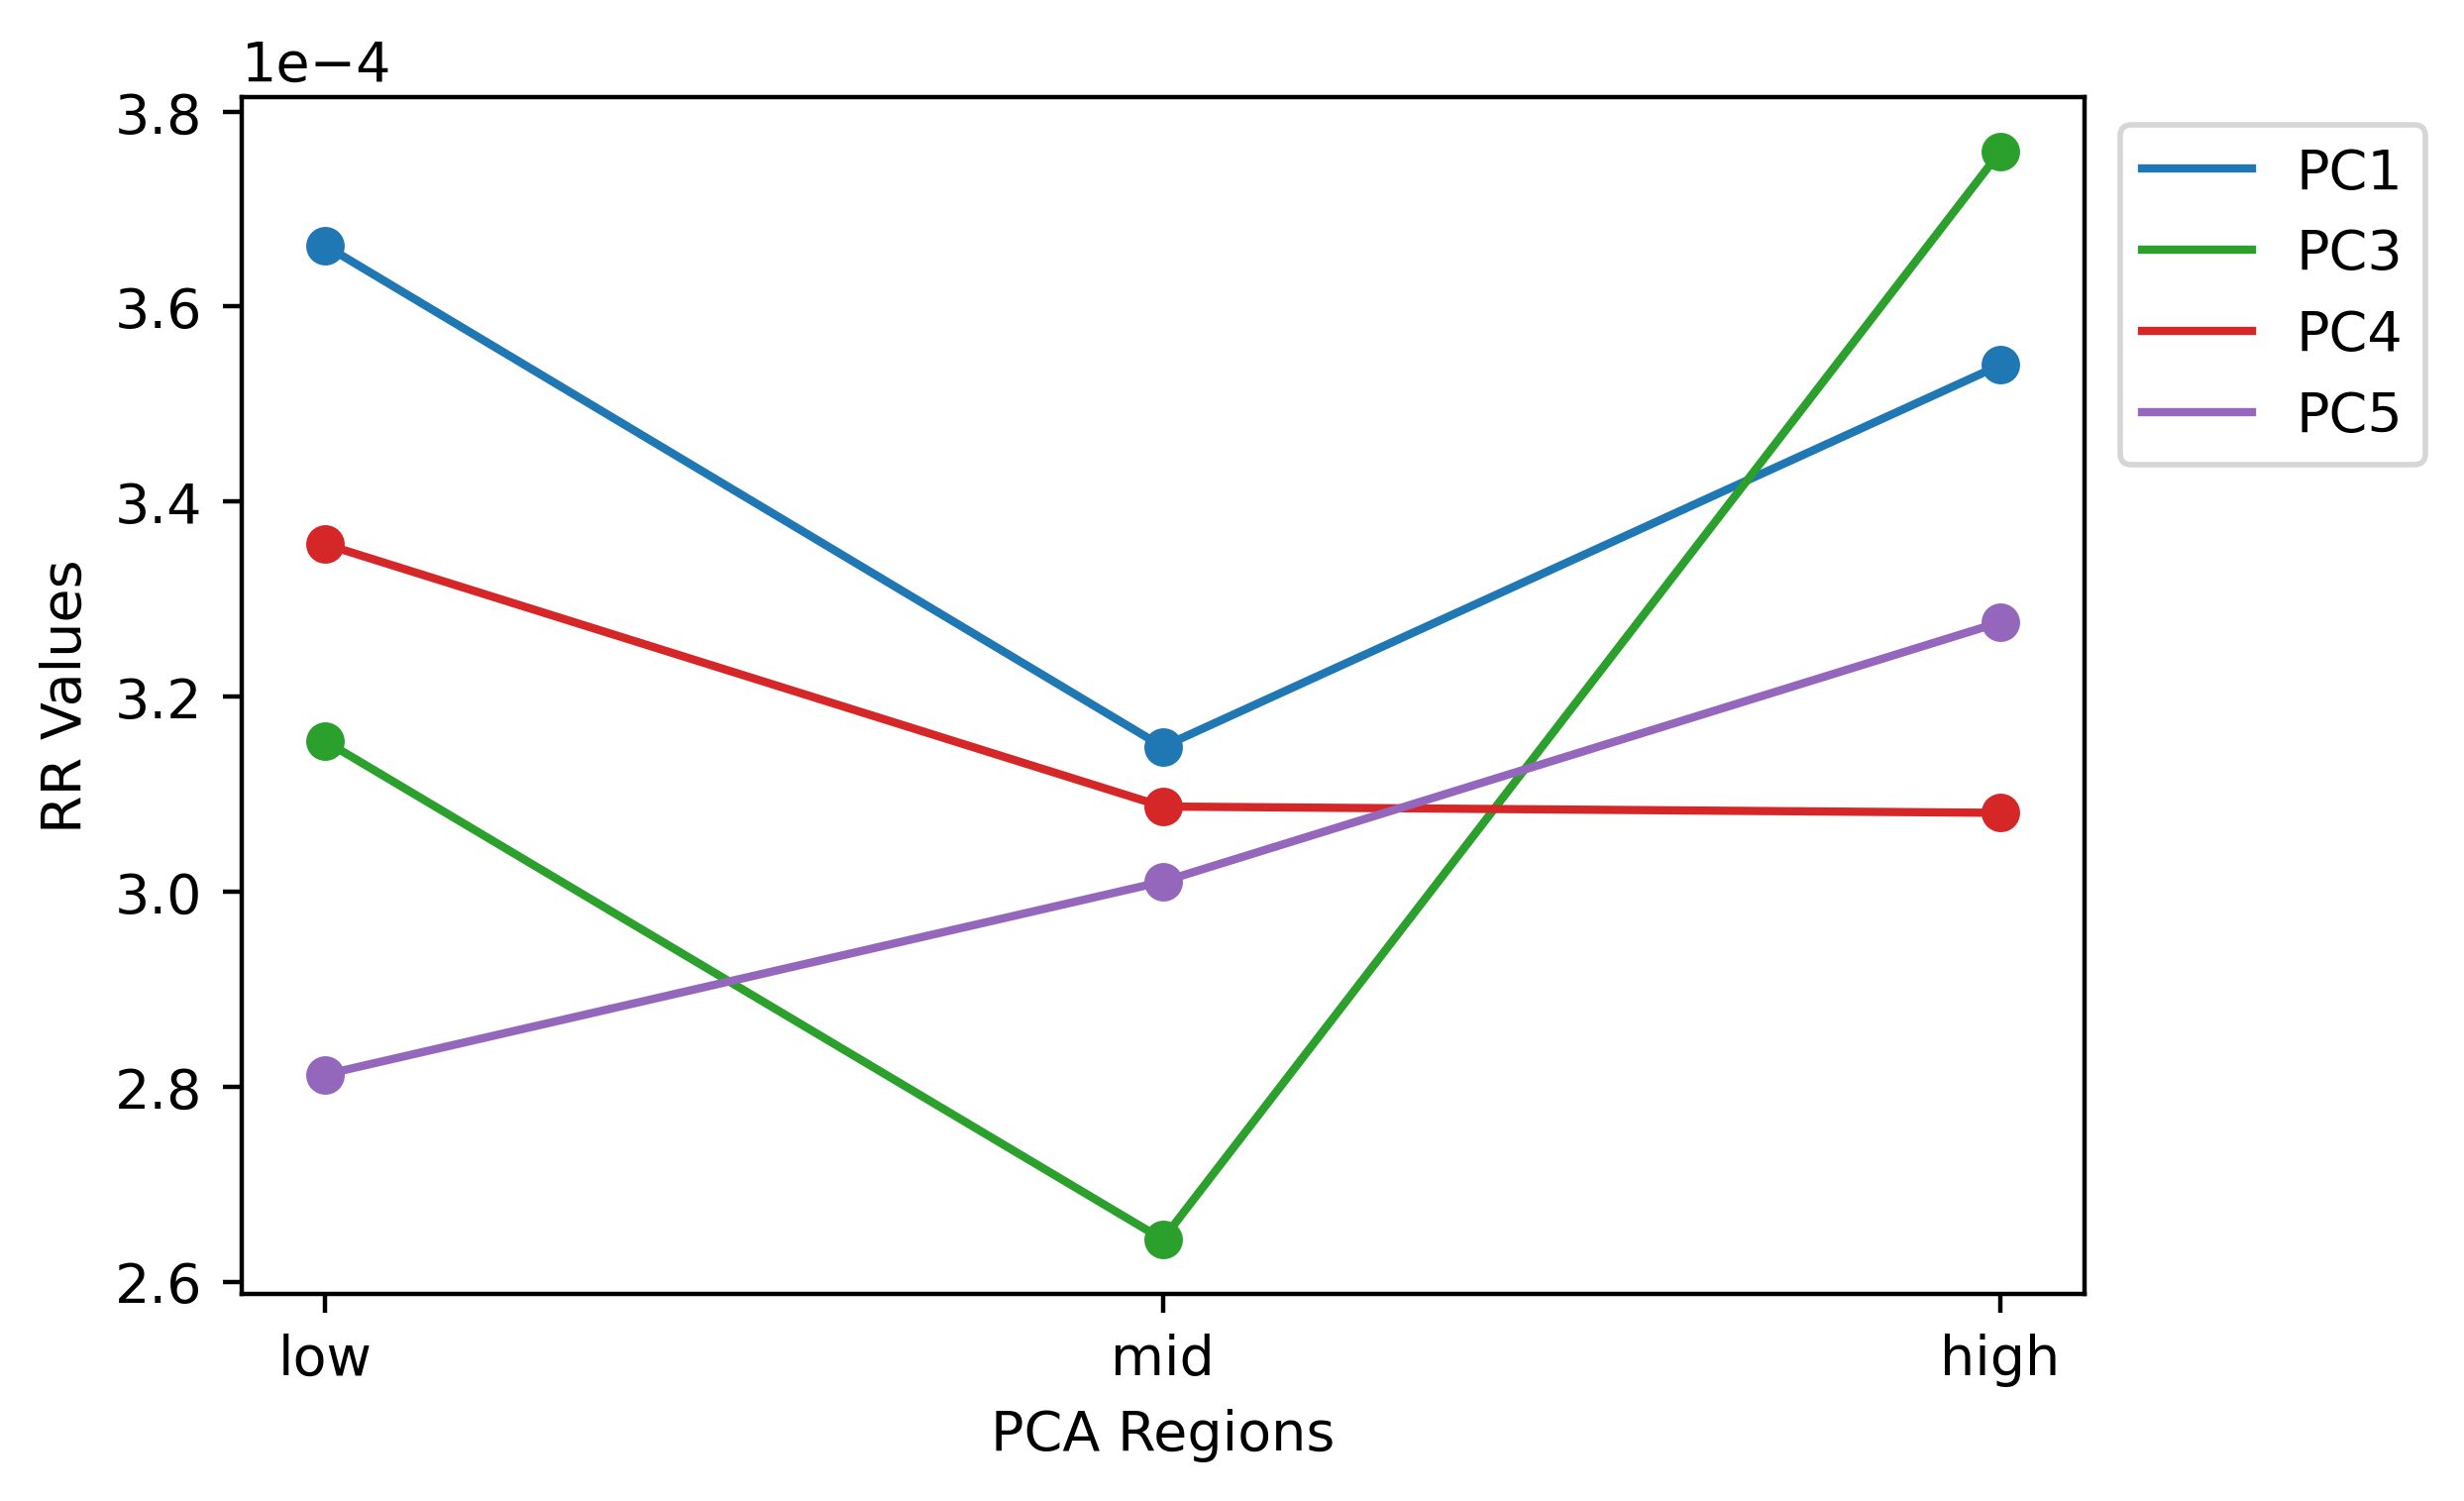 1e−4
3.8
3.6
3.4
3.2
3.0
2.8
2.6
RR Values
low mid high
PCA Regions
PC1
PC3
PC4
PC5